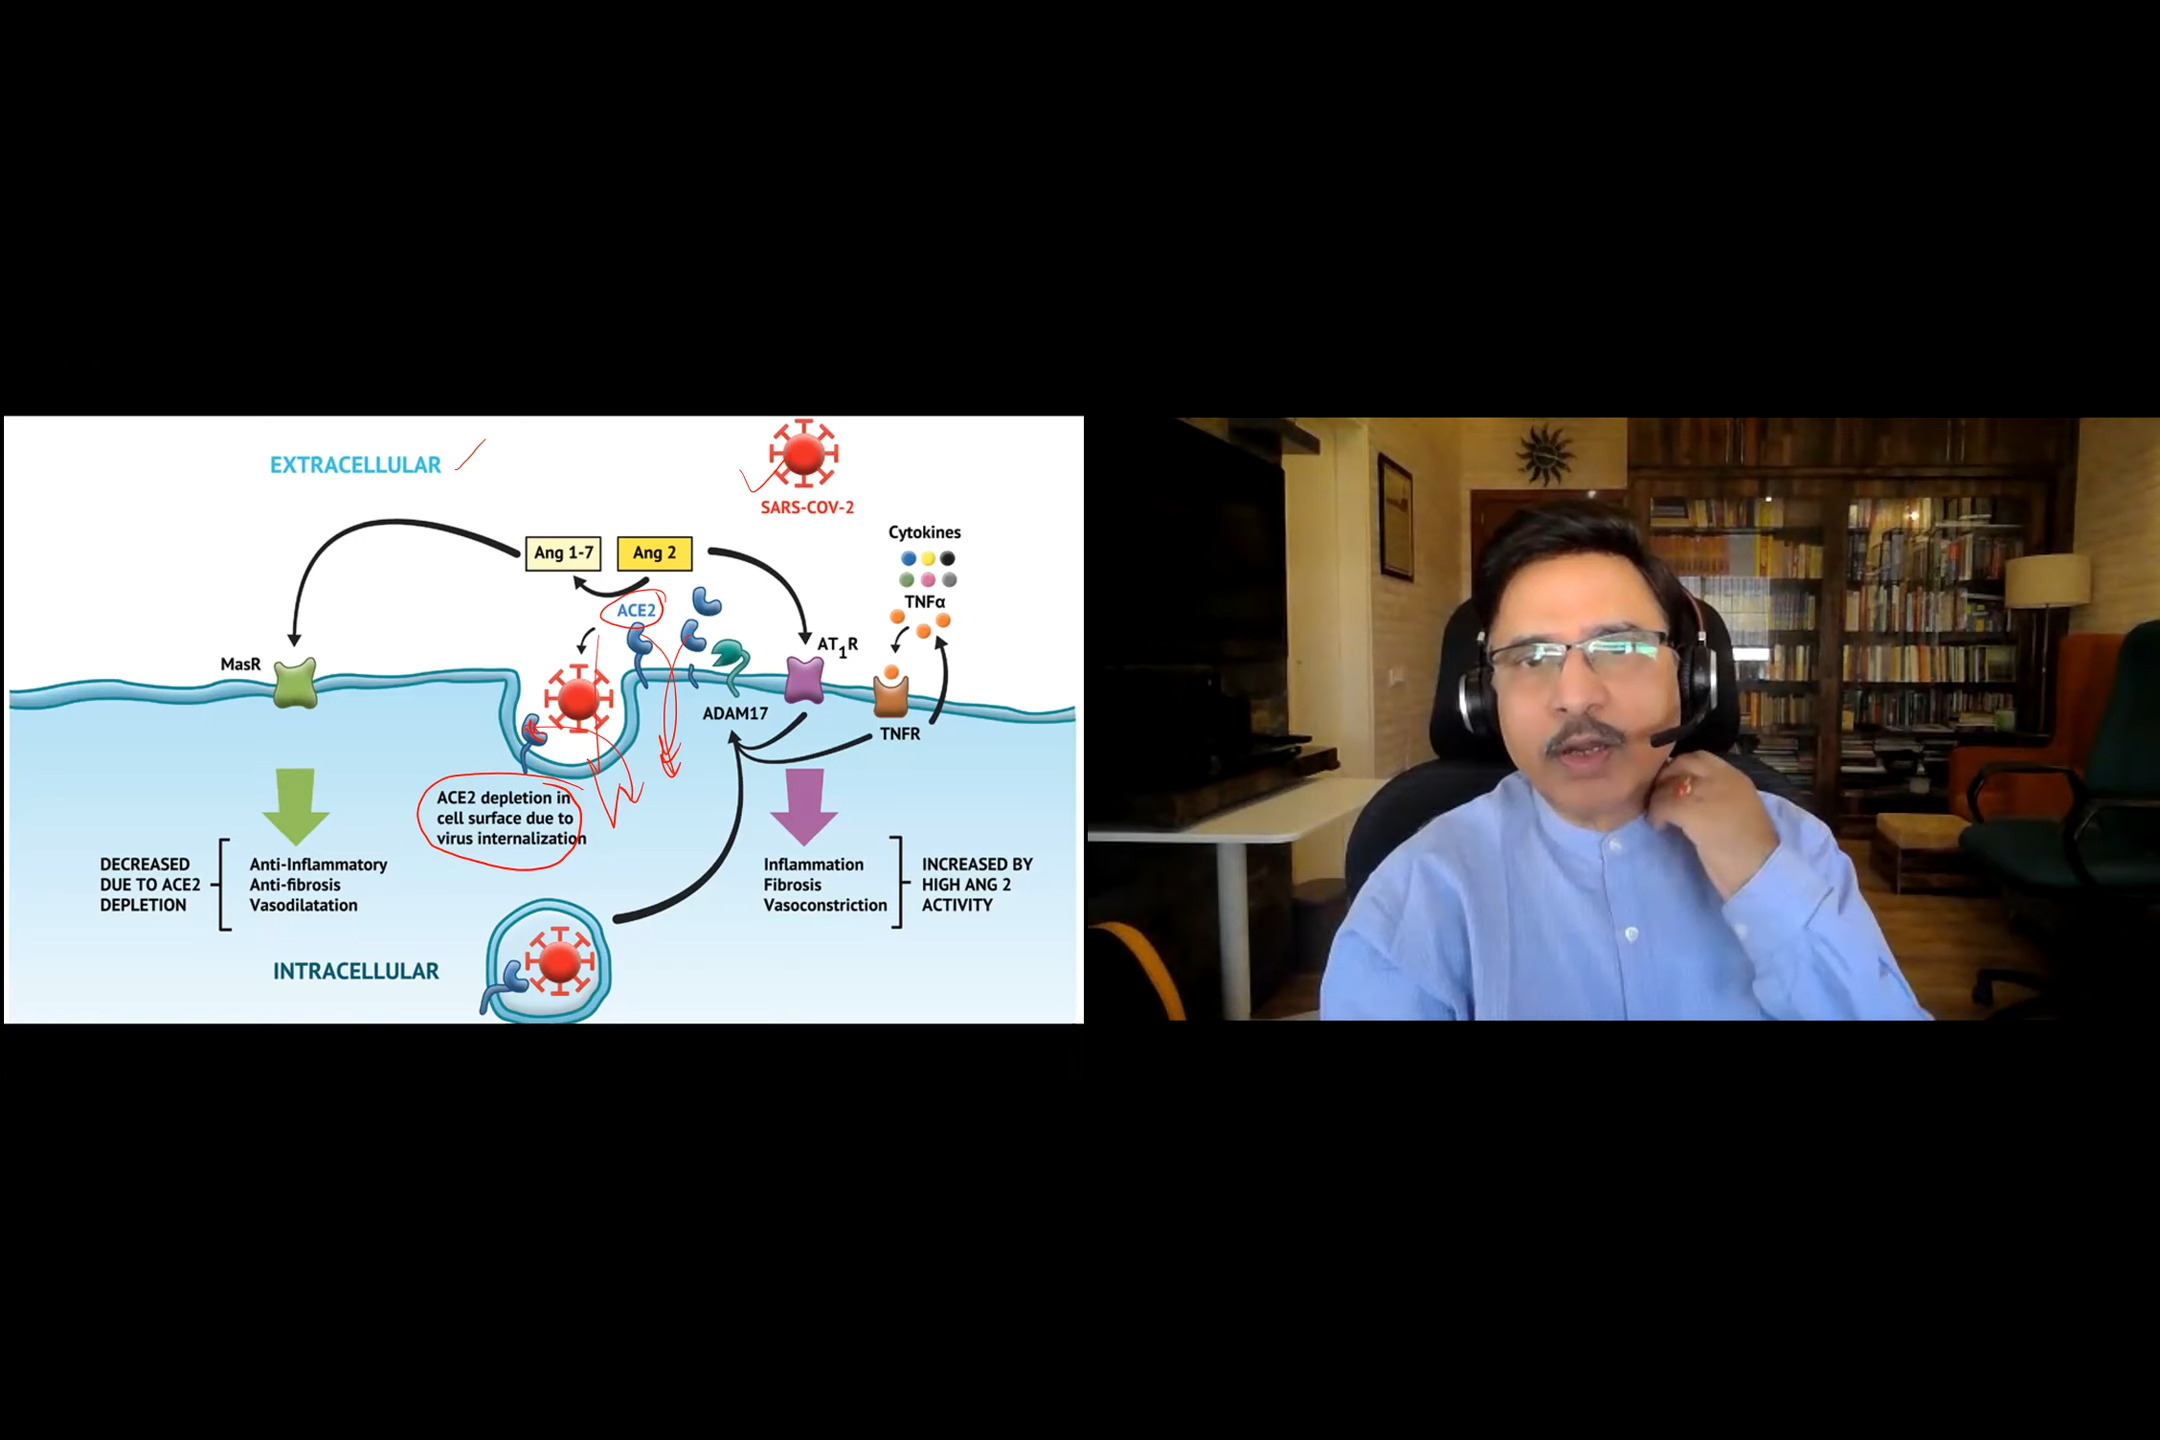 EXTRACELLULAR
SARS-COV-2
Cytokines
Ang 1-7
Ang 2
TNFα
ACE2
AT1R
MasR
ADAM17
TNFR
ACE2 depletion in
cell surface due to
virus internalization
DECREASED
DUE TO ACE2
DEPLETION
Anti-Inflammatory
Anti-fibrosis
Vasodilatation
Inflammation
Fibrosis
Vasoconstriction
INCREASED BY
HIGH ANG 2
ACTIVITY
INTRACELLULAR